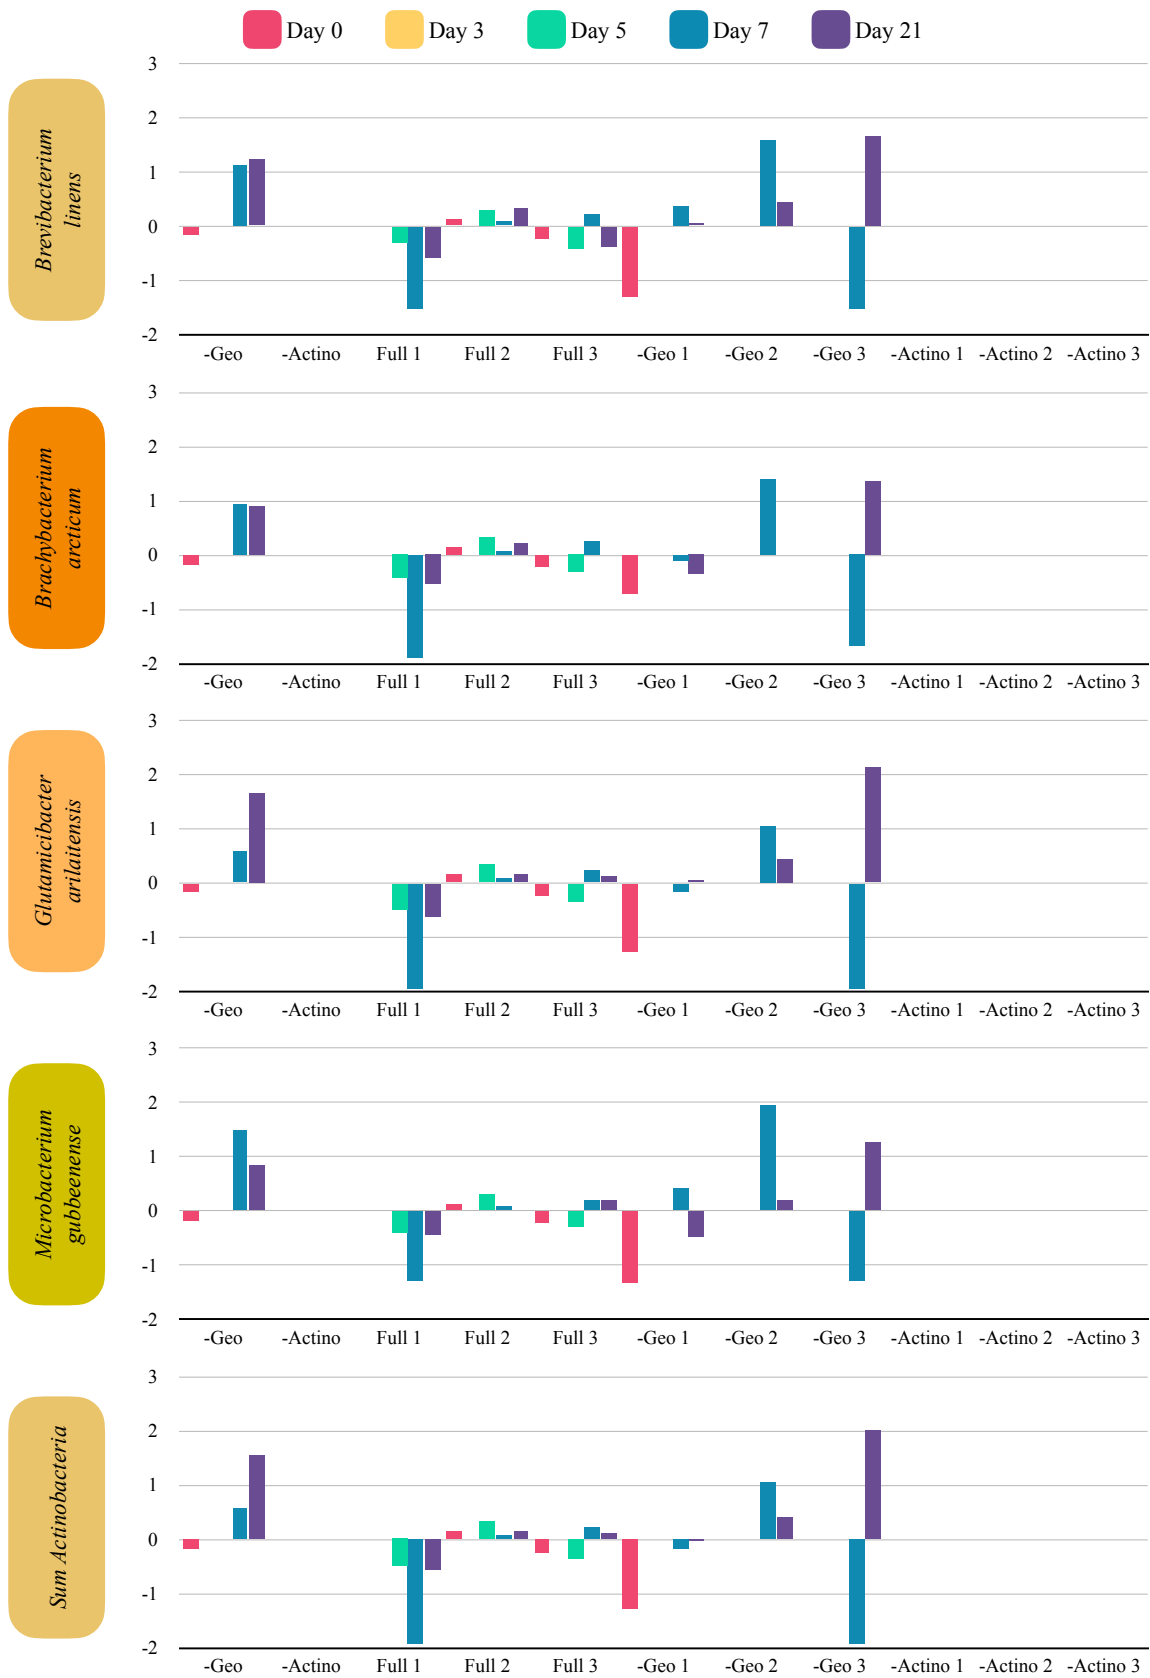 Day 0 Day 3 Day 5 Day 7 Day 21
Brevibacterium
linens
3
2
1
0
-1
-2
-Geo -Actino Full 1 Full 2 Full 3 -Geo 1 -Geo 2 -Geo 3 -Actino 1 -Actino 2 -Actino 3
Brachybacterium
arcticum
3
2
1
0
-1
-2
-Geo -Actino Full 1 Full 2 Full 3 -Geo 1 -Geo 2 -Geo 3 -Actino 1 -Actino 2 -Actino 3
Glutamicibacter
arilaitensis
3
2
1
0
-1
-2
-Geo -Actino Full 1 Full 2 Full 3 -Geo 1 -Geo 2 -Geo 3 -Actino 1 -Actino 2 -Actino 3
Microbacterium
gubbeenense
3
2
1
0
-1
-2
-Geo -Actino Full 1 Full 2 Full 3 -Geo 1 -Geo 2 -Geo 3 -Actino 1 -Actino 2 -Actino 3
Sum Actinobacteria
3
2
1
0
-1
-2
-Geo -Actino Full 1 Full 2 Full 3 -Geo 1 -Geo 2 -Geo 3 -Actino 1 -Actino 2 -Actino 3